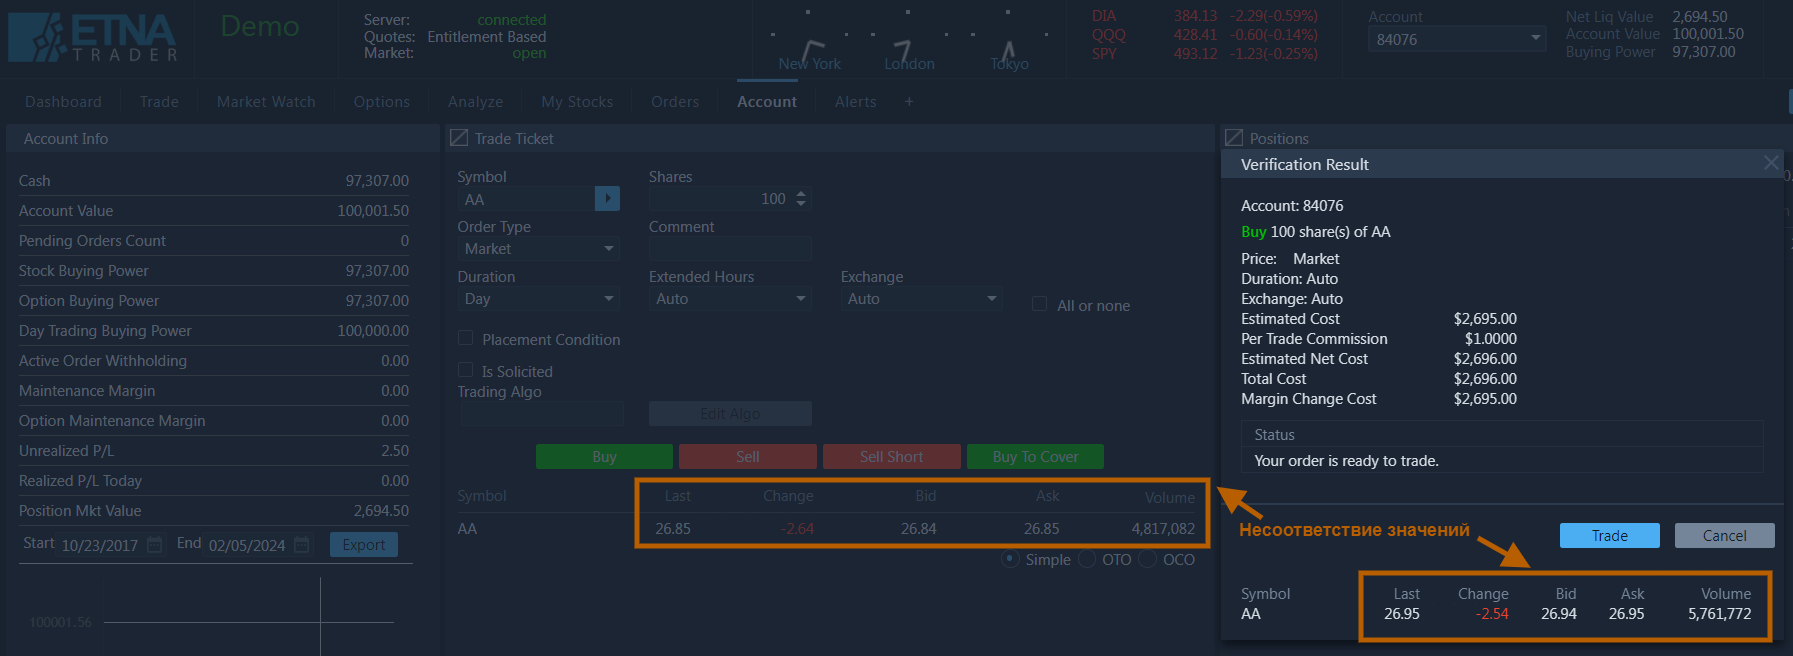 ETNA
TRADER
Demo
Server: connected
Quotes: Entitlement Based
Market: open
New York London Tokyo
DIA 384.13 -2.29(-0.59%)
QQQ 428.41 -0.60(-0.14%)
SPY 493.12 -1.23(-0.25%)
Account
84076
Net Liq Value 2,694.50
Account Value 100,001.50
Buying Power 97,307.00
Dashboard Trade Market Watch Options Analyze My Stocks Orders Account Alerts +
Account Info
Cash 97,307.00
Account Value 100,001.50
Pending Orders Count 0
Stock Buying Power 97,307.00
Option Buying Power 97,307.00
Day Trading Buying Power 100,000.00
Active Order Withholding 0.00
Maintenance Margin 0.00
Option Maintenance Margin 0.00
Unrealized P/L 2.50
Realized P/L Today 0.00
Position Mkt Value 2,694.50
Start 10/23/2017 End 02/05/2024 Export
100001.56
Trade Ticket
Symbol Shares
AA 100
Order Type Comment
Market
Duration Extended Hours Exchange
Day Auto Auto All or none
Placement Condition
Is Solicited
Trading Algo
Edit Algo
Buy Sell Sell Short Buy To Cover
Symbol Last Change Bid Ask Volume
AA 26.85 -2.64 26.84 26.85 4,817,082
Simple OTO OCO
Positions
Verification Result
Account: 84076
Buy 100 share(s) of AA
Price: Market
Duration: Auto
Exchange: Auto
Estimated Cost $2,695.00
Per Trade Commission $1.0000
Estimated Net Cost $2,696.00
Total Cost $2,696.00
Margin Change Cost $2,695.00
Status
Your order is ready to trade.
Несоответствие значений
Trade Cancel
Symbol Last Change Bid Ask Volume
AA 26.95 -2.54 26.94 26.95 5,761,772